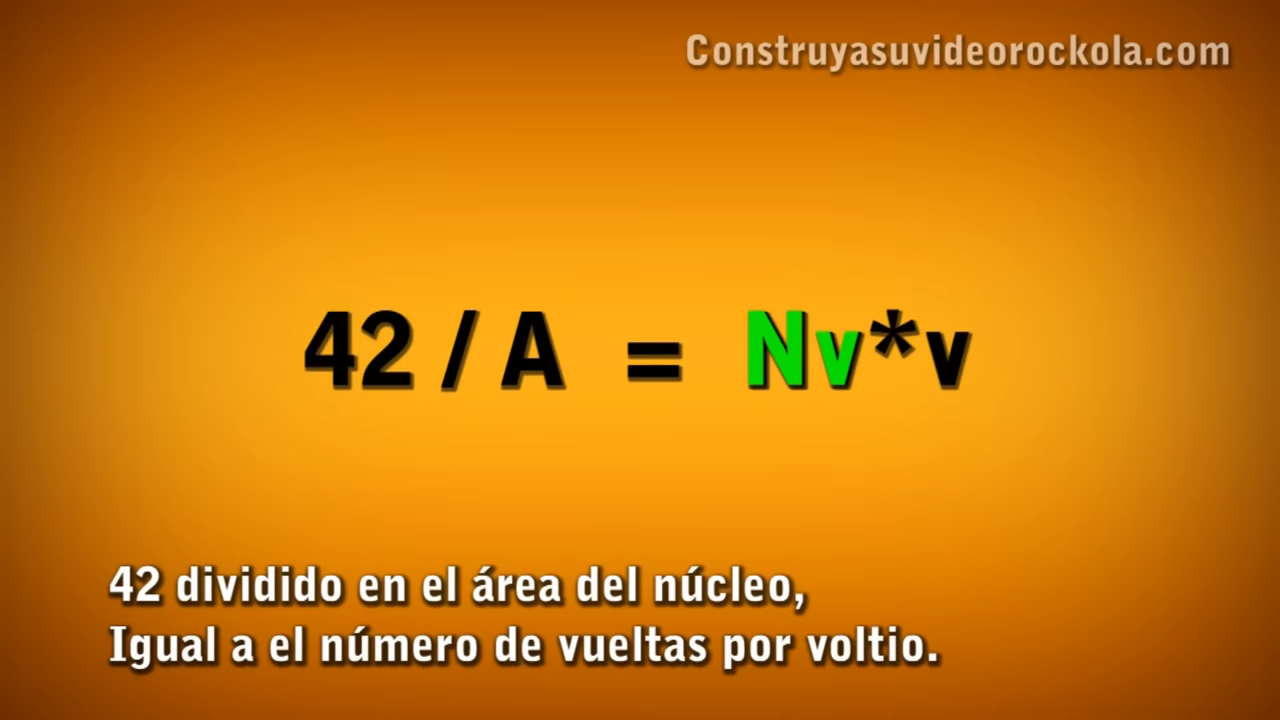 Construyasuvideorockola.com
42 / A = Nv*v
42 dividido en el área del núcleo,
Igual a el número de vueltas por voltio.